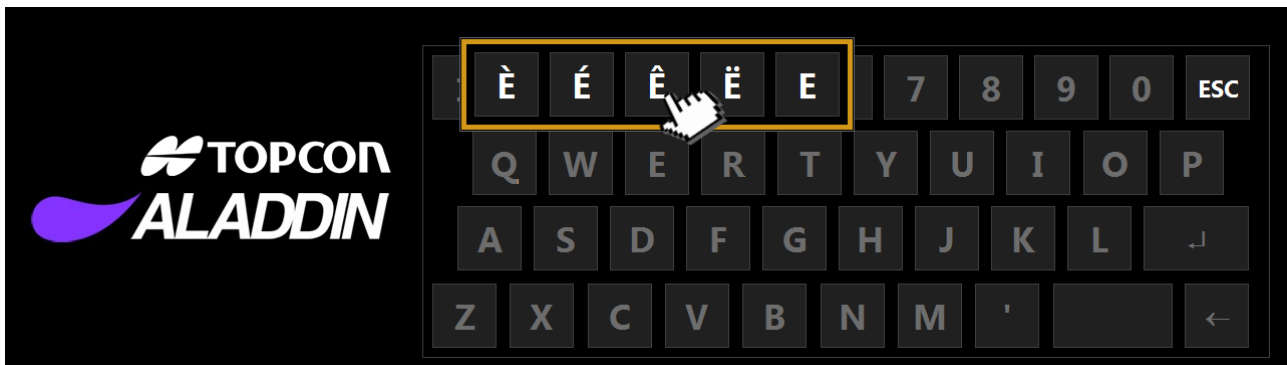 TOPCON
ALADDIN
È É Ê Ë E 7 8 9 0 ESC
Q W E R T Y U I O P
A S D F G H J K L ↵
Z X C V B N M ' ←